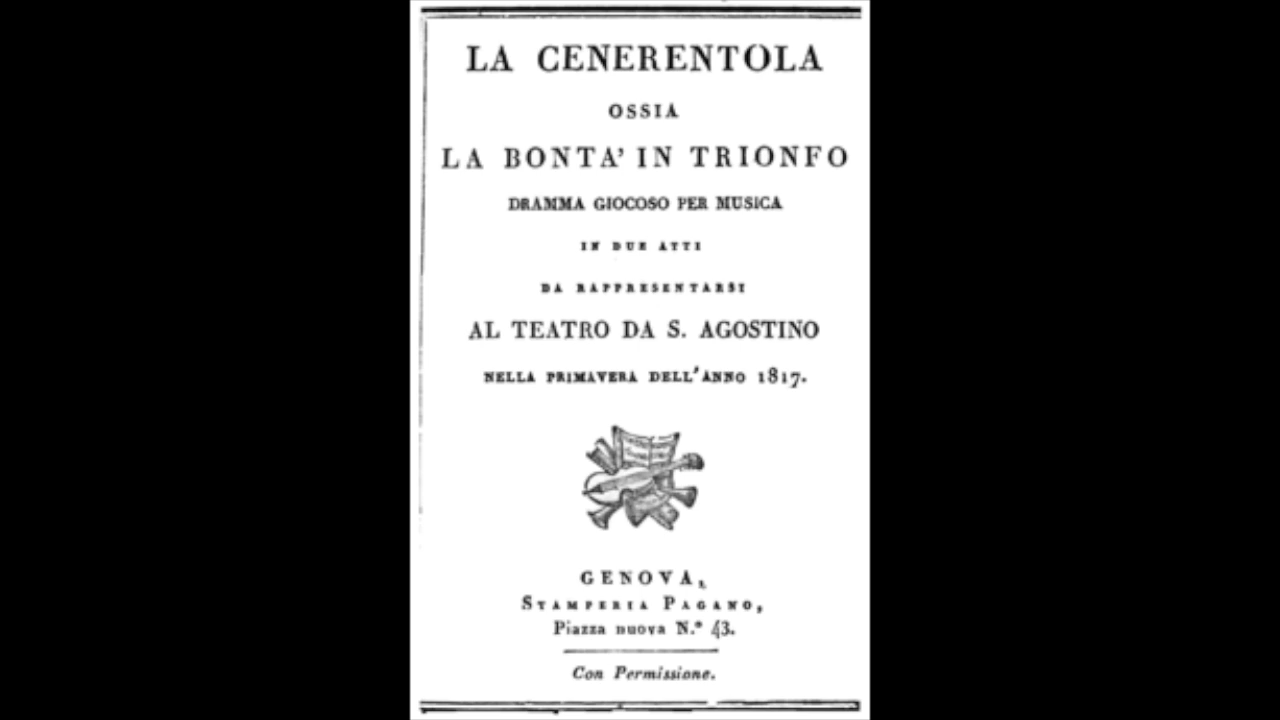 LA CENERENTOLA
OSSIA
LA BONTA' IN TRIONFO
DRAMMA GIOCOSO PER MUSICA
IN DUE ATTI
DA RAPPRESENTARSI
AL TEATRO DA S. AGOSTINO
NELLA PRIMAVERA DELL'ANNO 1817.
GENOVA,
STAMPERIA PAGANO,
Piazza nuova N.° 43.
Con Permissione.